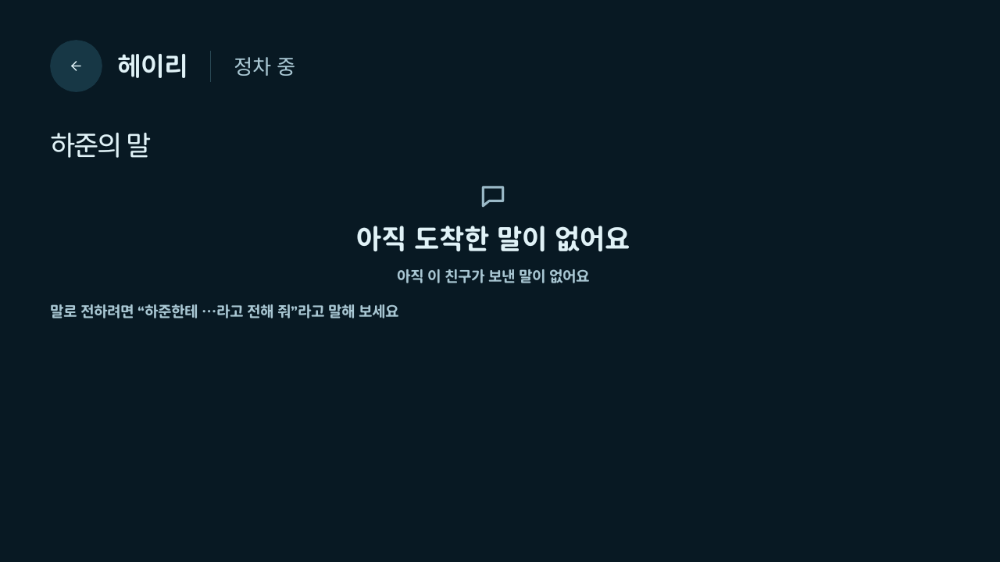 헤이리
정차 중
하준의 말
아직 도착한 말이 없어요
아직 이 친구가 보낸 말이 없어요
말로 전하려면 “하준한테 …라고 전해 줘”라고 말해 보세요